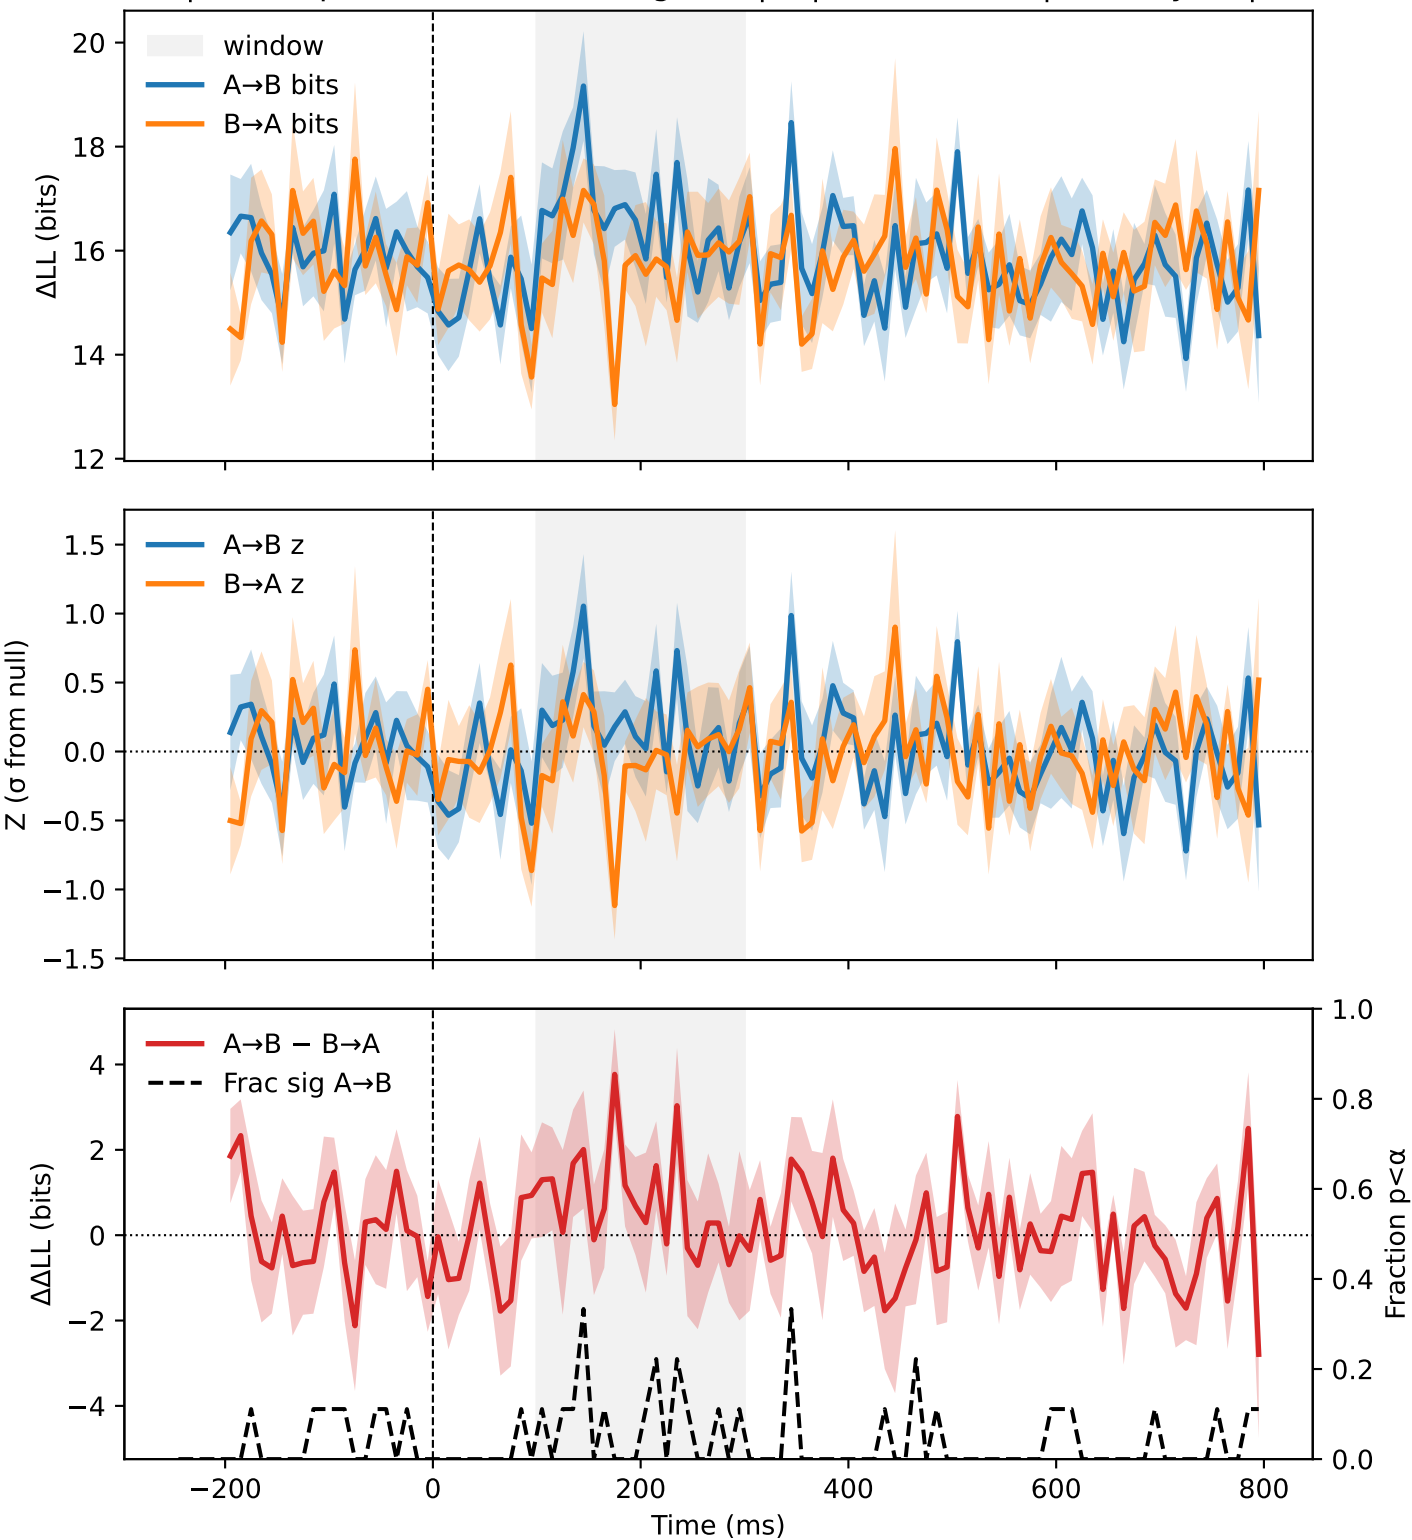 20
18
16
14
12
ΔLL (bits)
window
A→B bits
B→A bits
1.5
1.0
0.5
0.0
−0.5
−1.0
−1.5
Z (σ from null)
A→B z
B→A z
4
2
0
−2
−4
ΔΔLL (bits)
A→B − B→A
Frac sig A→B
1.0
0.8
0.6
0.4
0.2
0.0
Fraction p<α
−200
0
200
400
600
800
Time (ms)